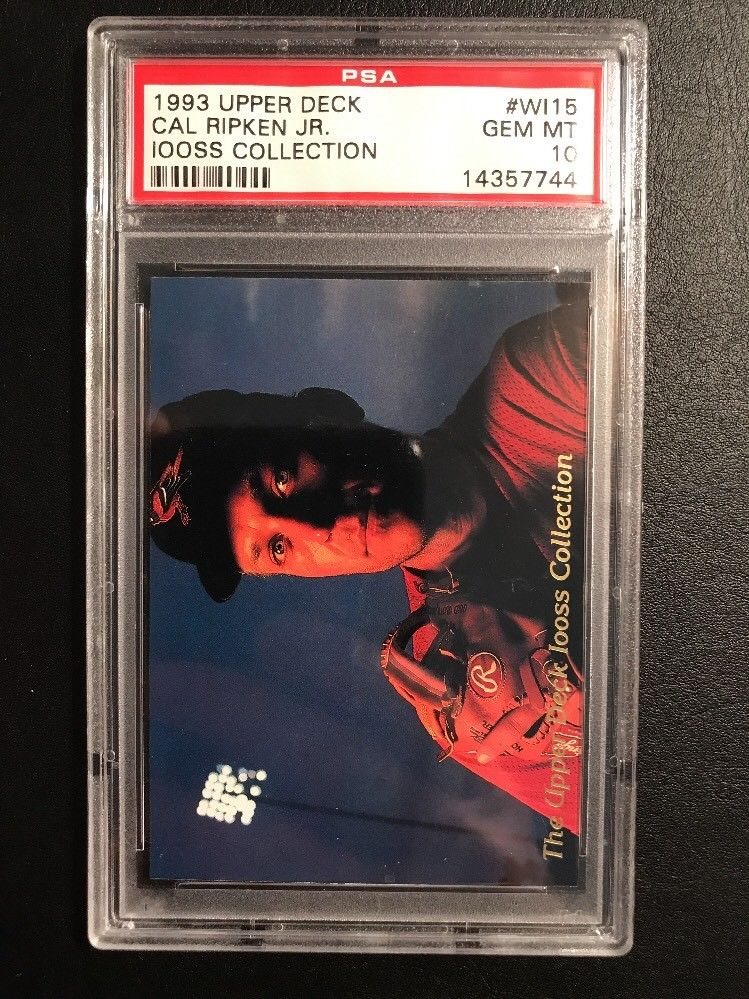 PSA
1993 UPPER DECK #WI15
CAL RIPKEN JR. GEM MT
IOOSS COLLECTION 10
14357744
The Upper Deck Iooss Collection
R